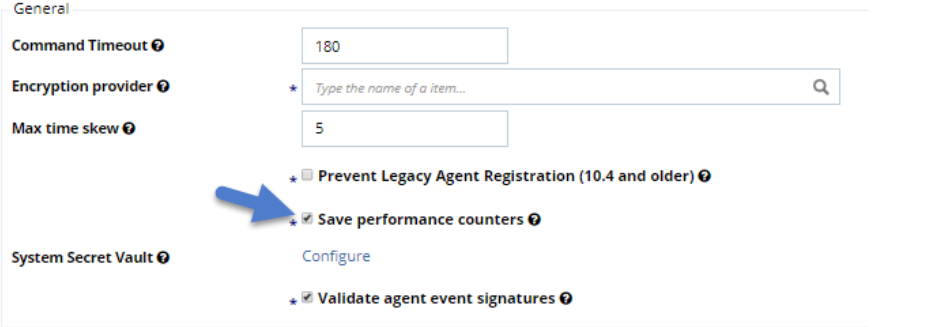 General
Command Timeout ?
180
Encryption provider ?
* Type the name of a item...
Max time skew ?
5
* Prevent Legacy Agent Registration (10.4 and older) ?
* Save performance counters ?
System Secret Vault ?
Configure
* Validate agent event signatures ?